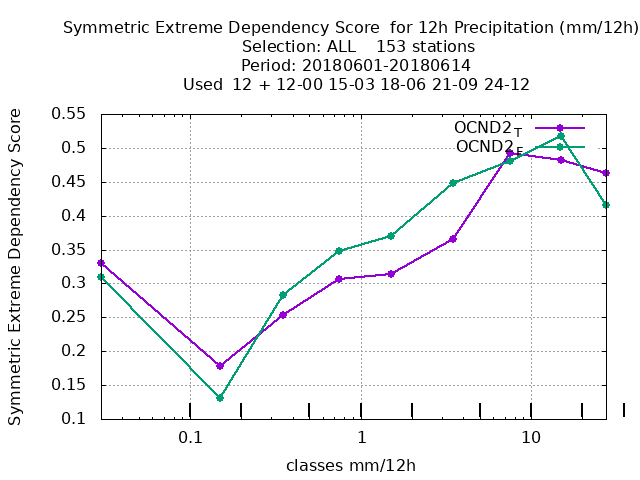 Symmetric Extreme Dependency Score  for 12h Precipitation (mm/12h)
Selection: ALL    153 stations
Period: 20180601-20180614
Used  12 + 12-00 15-03 18-06 21-09 24-12
Symmetric Extreme Dependency Score
0.55
0.5
0.45
0.4
0.35
0.3
0.25
0.2
0.15
0.1
OCND2T
OCND2F
0.1
1
10
classes mm/12h